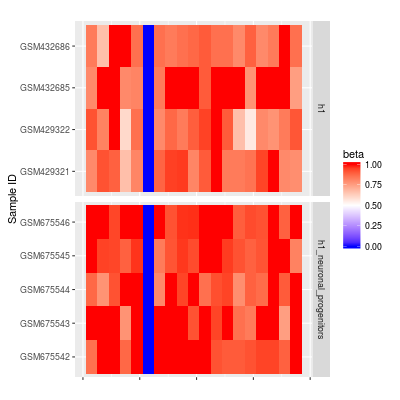 Sample ID
GSM432686
GSM432685
GSM429322
GSM429321
h1
GSM675546
GSM675545
GSM675544
GSM675543
GSM675542
h1_neuronal_progenitors
beta
1.00
0.75
0.50
0.25
0.00